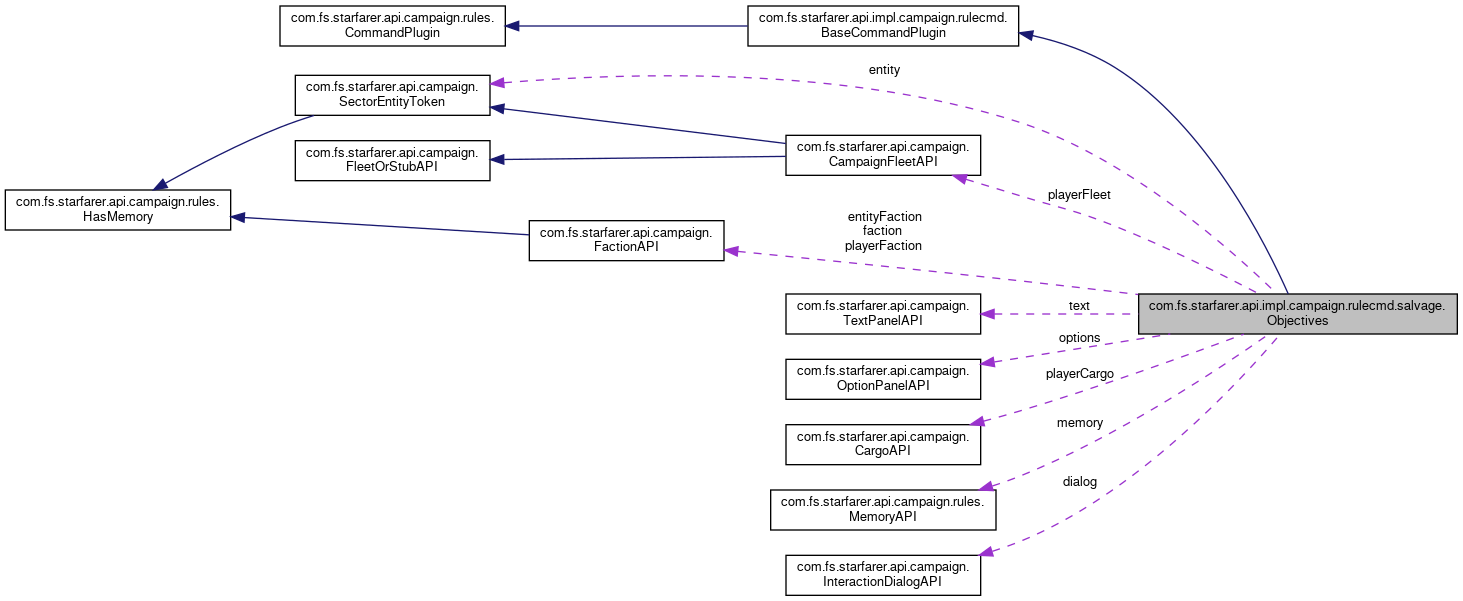 com.fs.starfarer.api.campaign.rules.
CommandPlugin
com.fs.starfarer.api.impl.campaign.rulecmd.
BaseCommandPlugin
entity
com.fs.starfarer.api.campaign.
SectorEntityToken
com.fs.starfarer.api.campaign.
FleetOrStubAPI
com.fs.starfarer.api.campaign.
CampaignFleetAPI
playerFleet
com.fs.starfarer.api.campaign.rules.
HasMemory
com.fs.starfarer.api.campaign.
FactionAPI
entityFaction
faction
playerFaction
com.fs.starfarer.api.campaign.
TextPanelAPI
text
com.fs.starfarer.api.impl.campaign.rulecmd.salvage.
Objectives
options
com.fs.starfarer.api.campaign.
OptionPanelAPI
playerCargo
com.fs.starfarer.api.campaign.
CargoAPI
memory
com.fs.starfarer.api.campaign.rules.
MemoryAPI
dialog
com.fs.starfarer.api.campaign.
InteractionDialogAPI